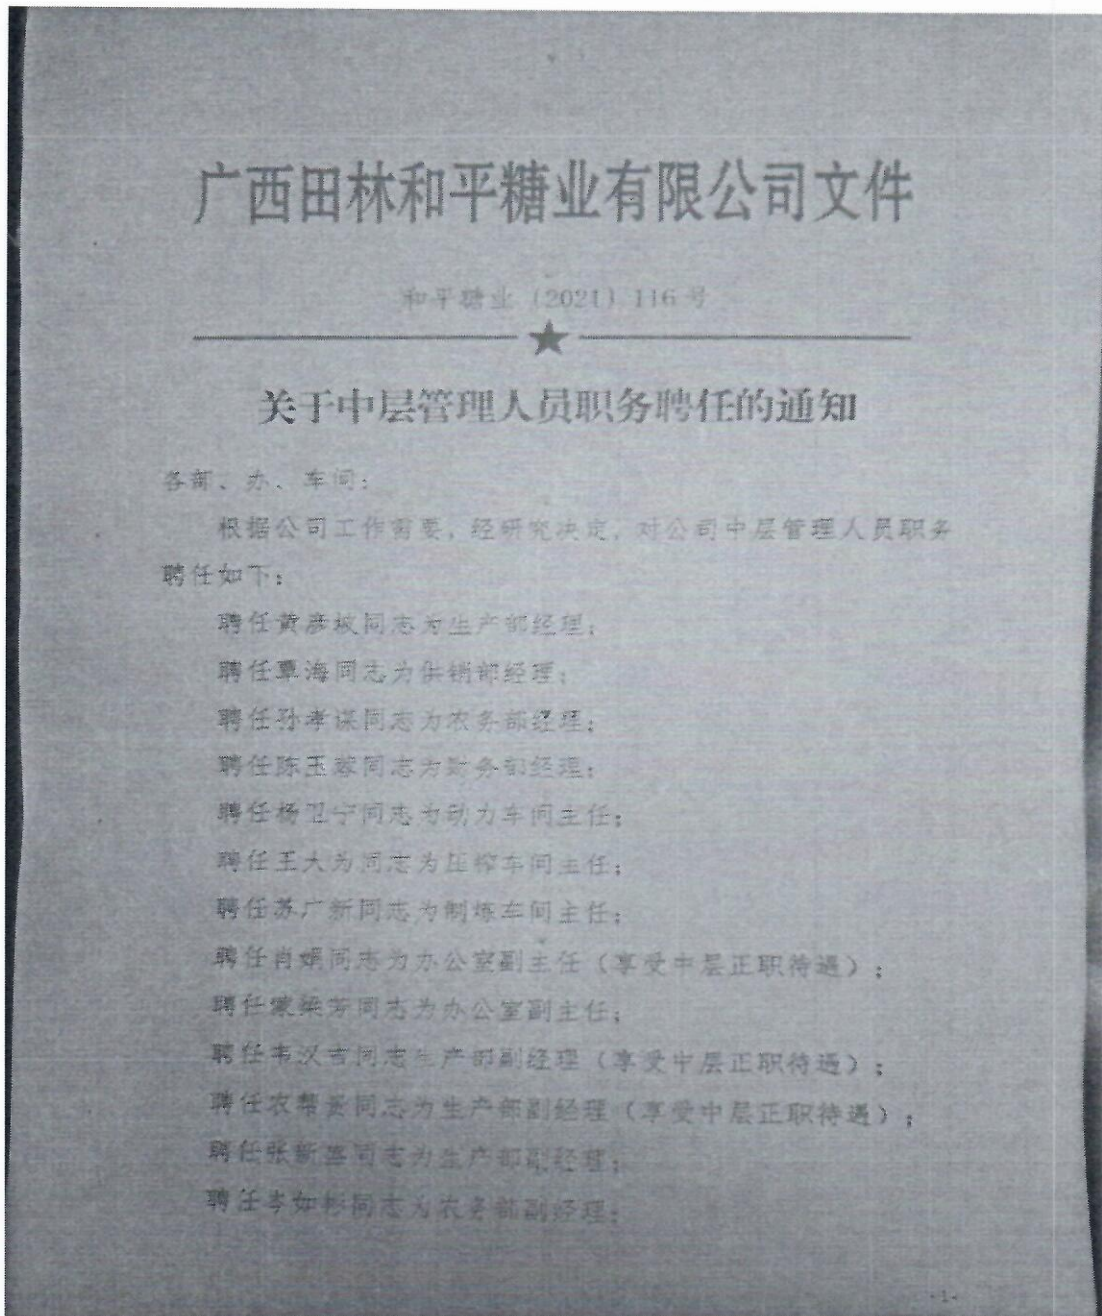 广西田林和平糖业有限公司文件
和平糖业（2021）116号
关于中层管理人员职务聘任的通知
各部、办、车间：
根据公司工作需要，经研究决定，对公司中层管理人员职务
聘任如下：
聘任黄彦 同志为生产部经理；
聘任覃海同志为供销部经理；
聘任孙孝谋同志为农务部经理；
聘任陈玉蓉同志为财务部经理；
聘任杨卫宁同志为动力车间主任；
聘任王大为同志为压榨车间主任；
聘任苏广新同志为制炼车间主任；
聘任肖娟同志为办公室副主任（享受中层正职待遇）；
聘任蒙梁芳同志为办公室副主任；
聘任韦汉吉同志生产部副经理（享受中层正职待遇）；
聘任农帮 同志为生产部副经理（享受中层正职待遇）；
聘任张新 同志为生产部副经理；
聘任岑如彬同志为农务部副经理；
-1-